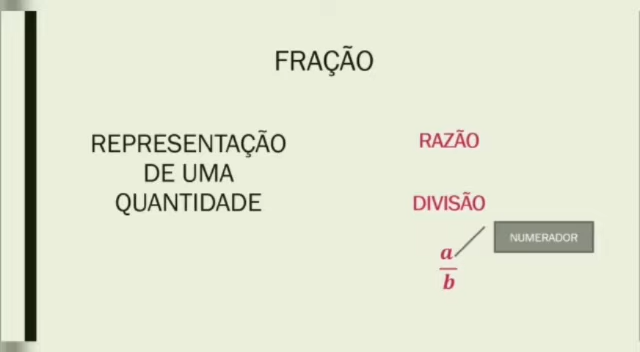 FRAÇÃO
REPRESENTAÇÃO
DE UMA
QUANTIDADE
RAZÃO
DIVISÃO
NUMERADOR
a
b